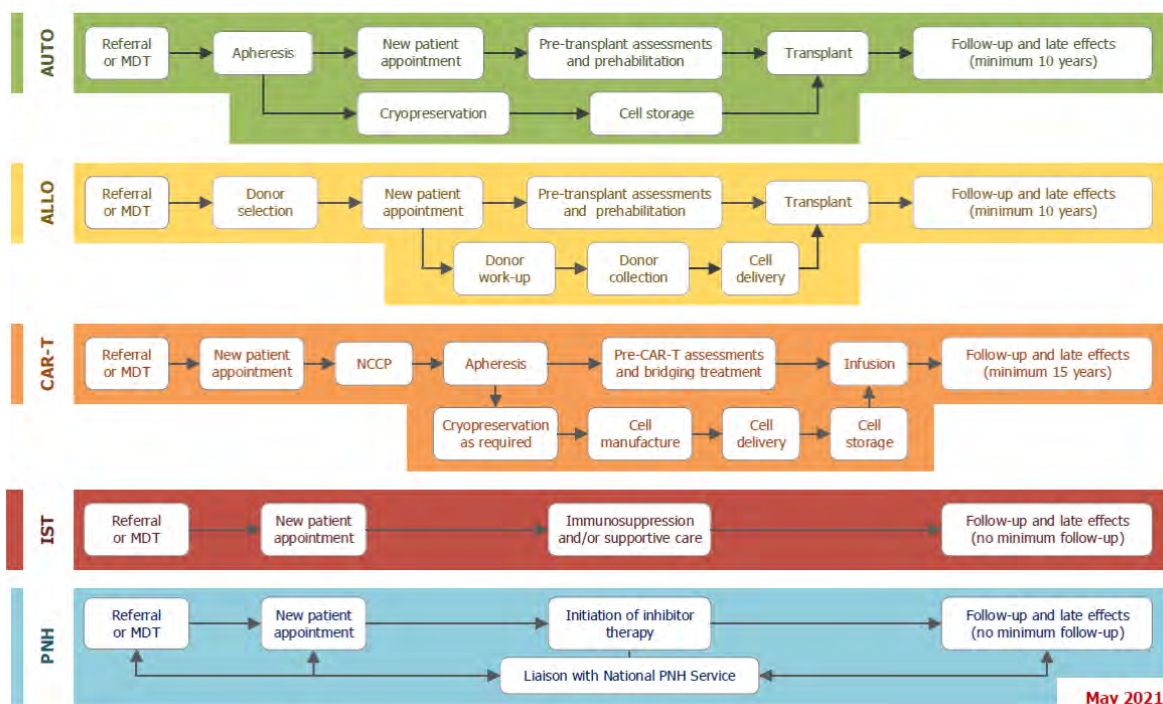 AUTO
Referral
or MDT
Apheresis
New patient
appointment
Pre-transplant assessments
and prehabilitation
Transplant
Follow-up and late effects
(minimum 10 years)
Cryopreservation
Cell storage
ALLO
Referral
or MDT
Donor
selection
New patient
appointment
Pre-transplant assessments
and prehabilitation
Transplant
Follow-up and late effects
(minimum 10 years)
Donor
work-up
Donor
collection
Cell
delivery
CAR-T
Referral
or MDT
New patient
appointment
NCCP
Apheresis
Pre-CAR-T assessments
and bridging treatment
Infusion
Follow-up and late effects
(minimum 15 years)
Cryopreservation
as required
Cell
manufacture
Cell
delivery
Cell
storage
IST
Referral
or MDT
New patient
appointment
Immunosuppression
and/or supportive care
Follow-up and late effects
(no minimum follow-up)
PNH
Referral
or MDT
New patient
appointment
Initiation of inhibitor
therapy
Follow-up and late effects
(no minimum follow-up)
Liaison with National PNH Service
May 2021